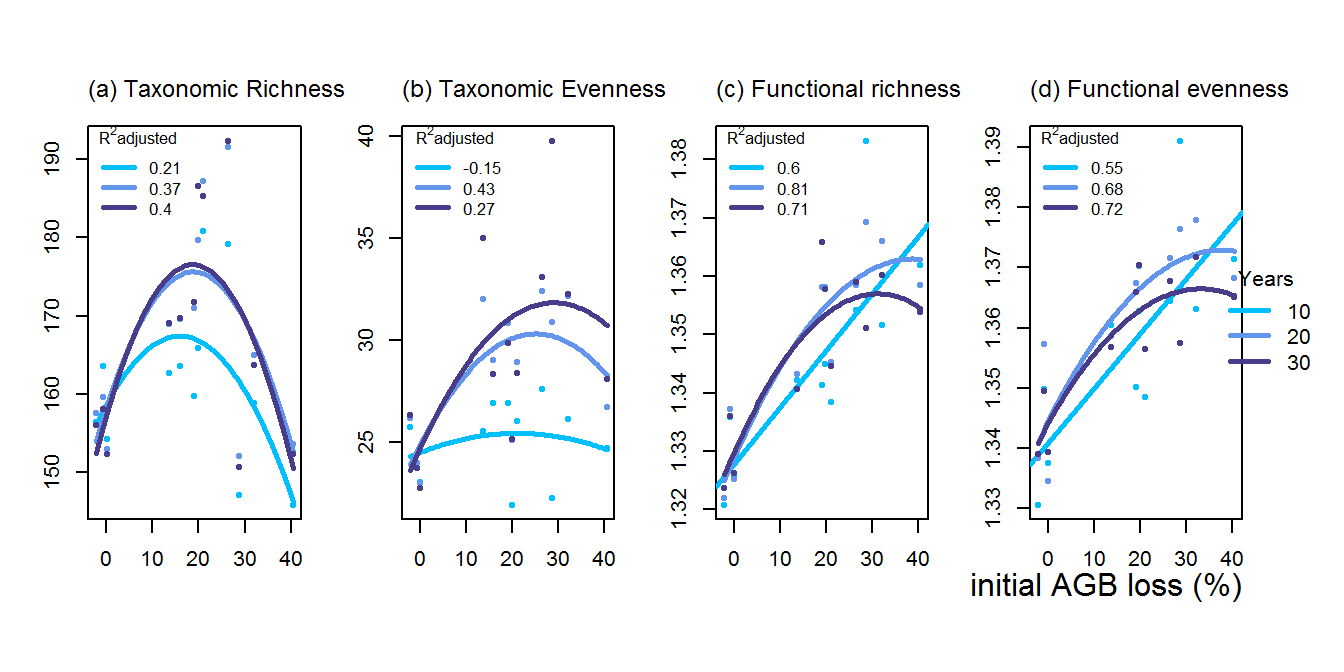 (a) Taxonomic Richness
R2adjusted
0.21
0.37
0.4
190
180
170
160
150
0 10 20 30 40
(b) Taxonomic Evenness
R2adjusted
-0.15
0.43
0.27
40
35
30
25
0 10 20 30 40
(c) Functional richness
R2adjusted
0.6
0.81
0.71
1.38
1.37
1.36
1.35
1.34
1.33
1.32
0 10 20 30 40
(d) Functional evenness
R2adjusted
0.55
0.68
0.72
1.39
1.38
1.37
1.36
1.35
1.34
1.33
0 10 20 30 40
Years
10
20
30
initial AGB loss (%)